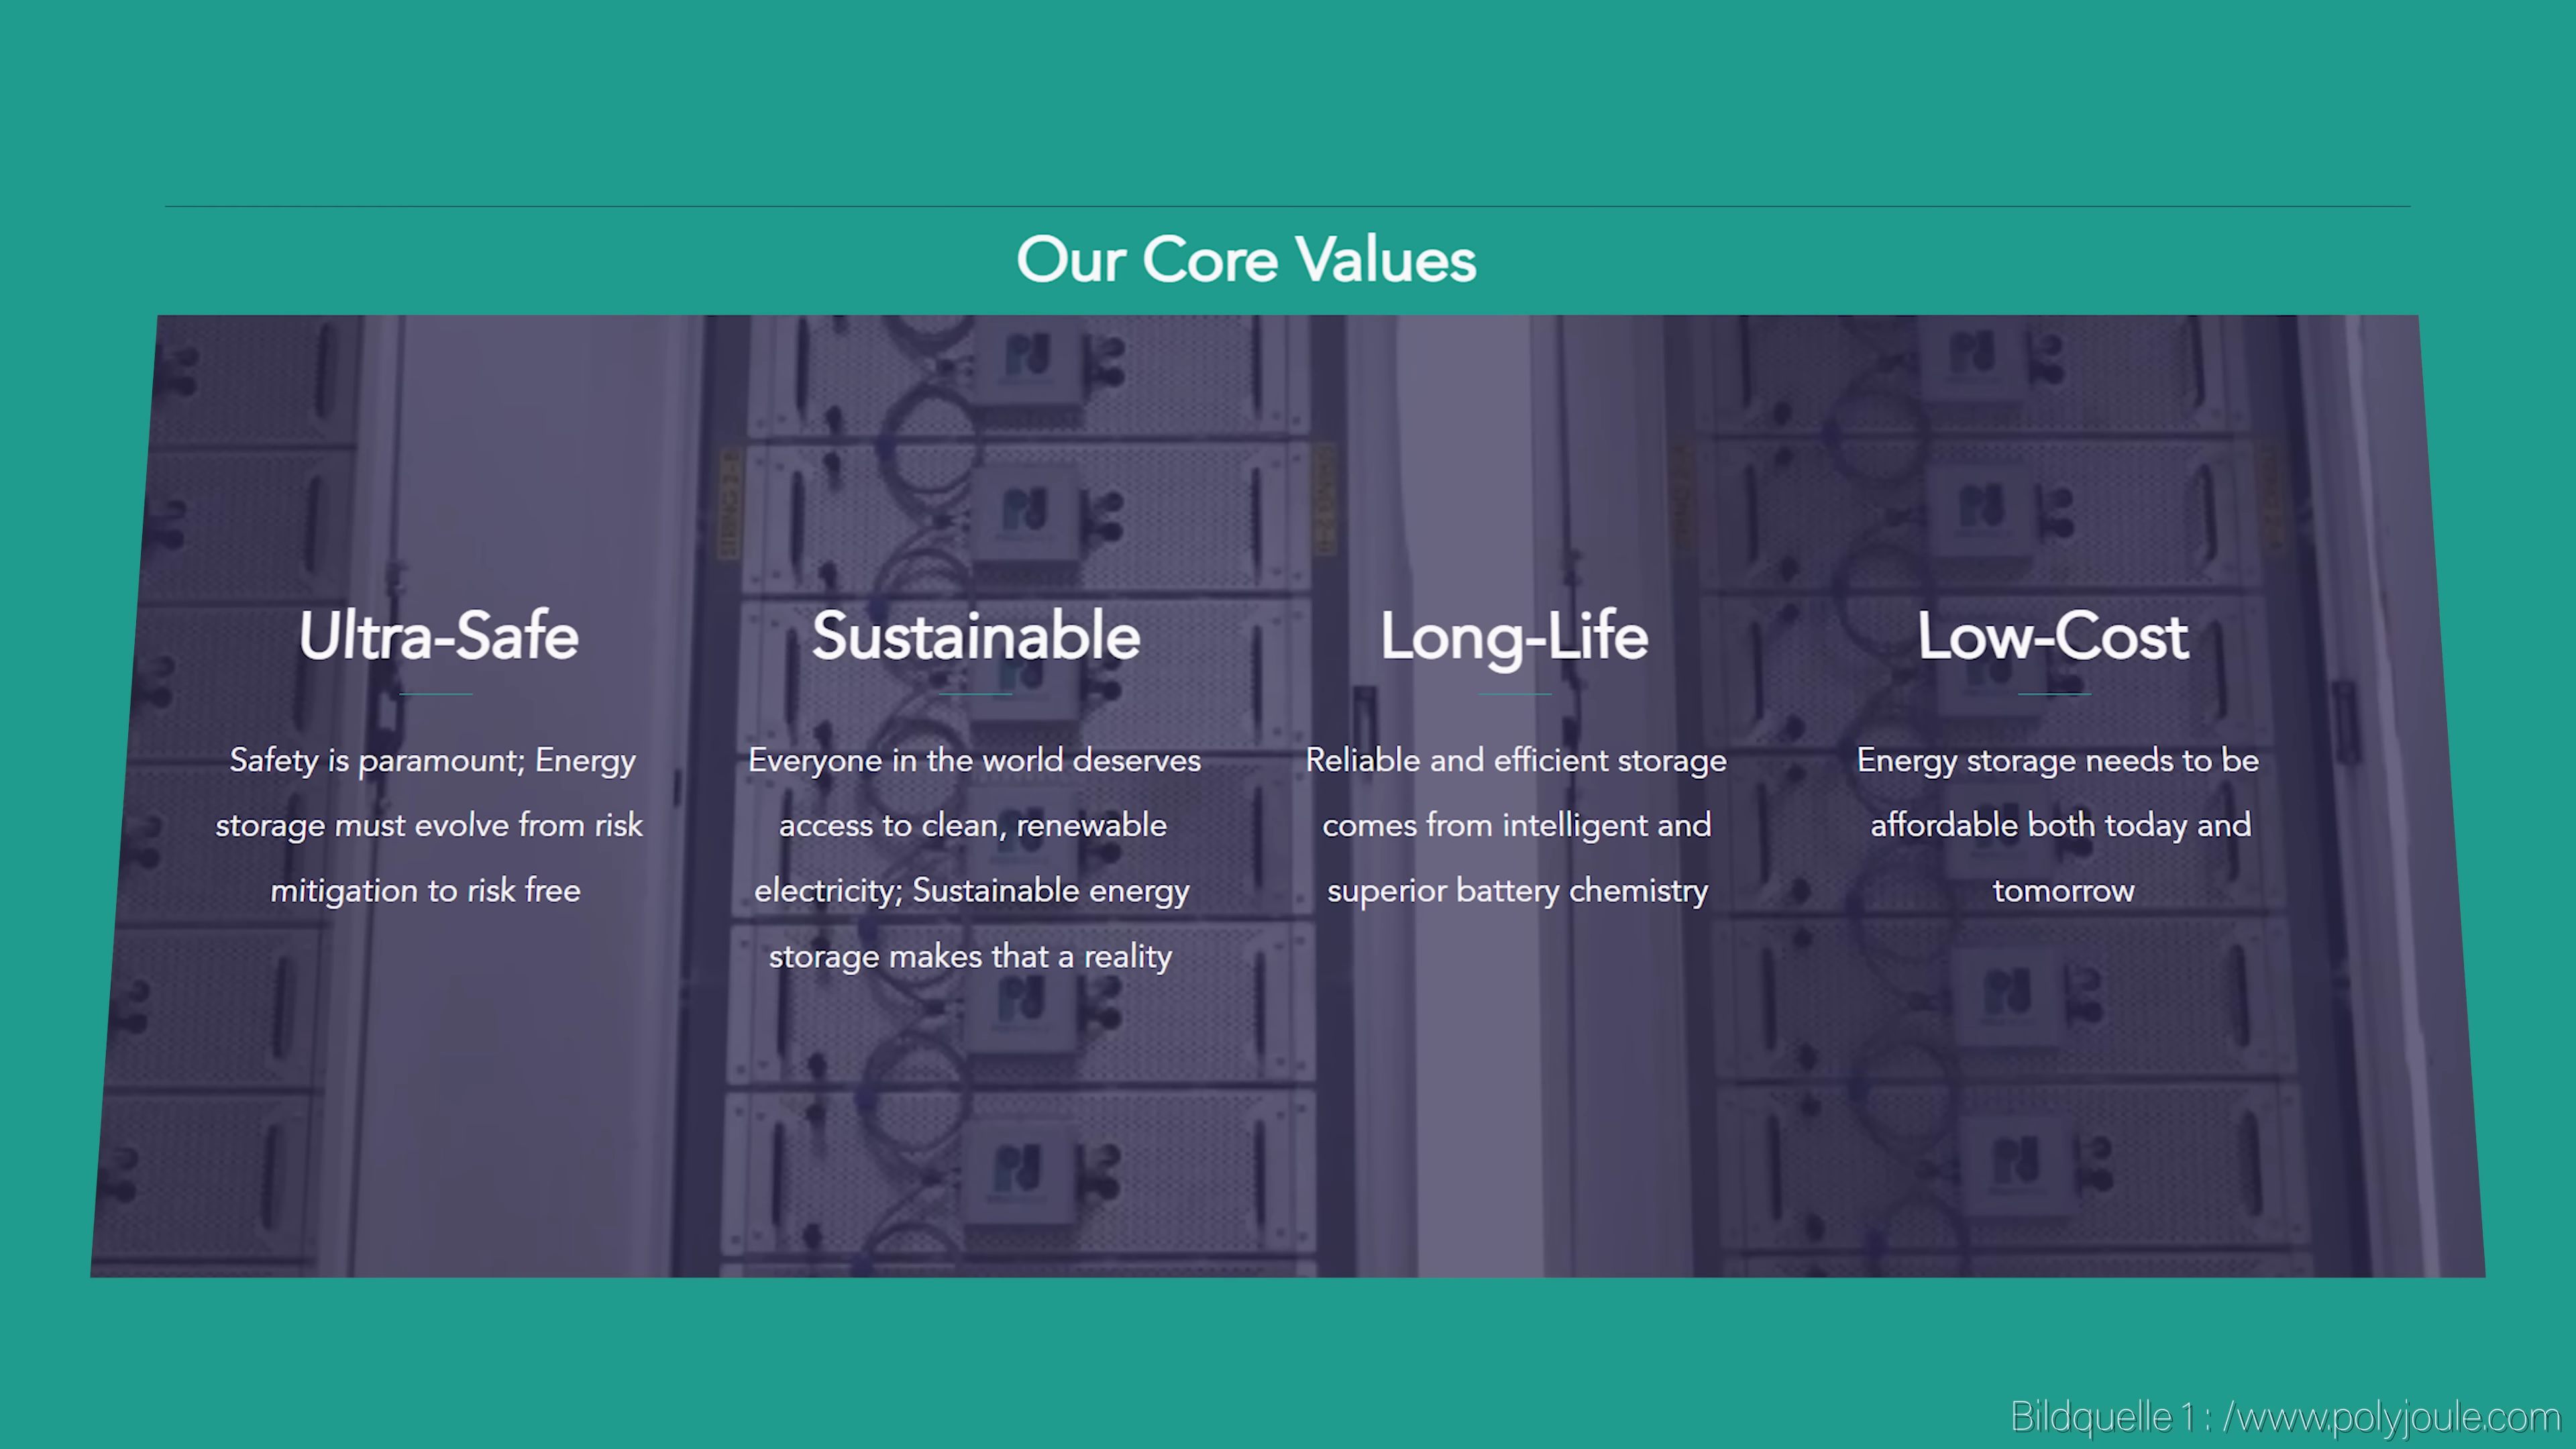 Our Core Values
Ultra-Safe
Safety is paramount; Energy
storage must evolve from risk
mitigation to risk free
Sustainable
Everyone in the world deserves
access to clean, renewable
electricity; Sustainable energy
storage makes that a reality
Long-Life
Reliable and efficient storage
comes from intelligent and
superior battery chemistry
Low-Cost
Energy storage needs to be
affordable both today and
tomorrow
Bildquelle 1 : /www.polyjoule.com